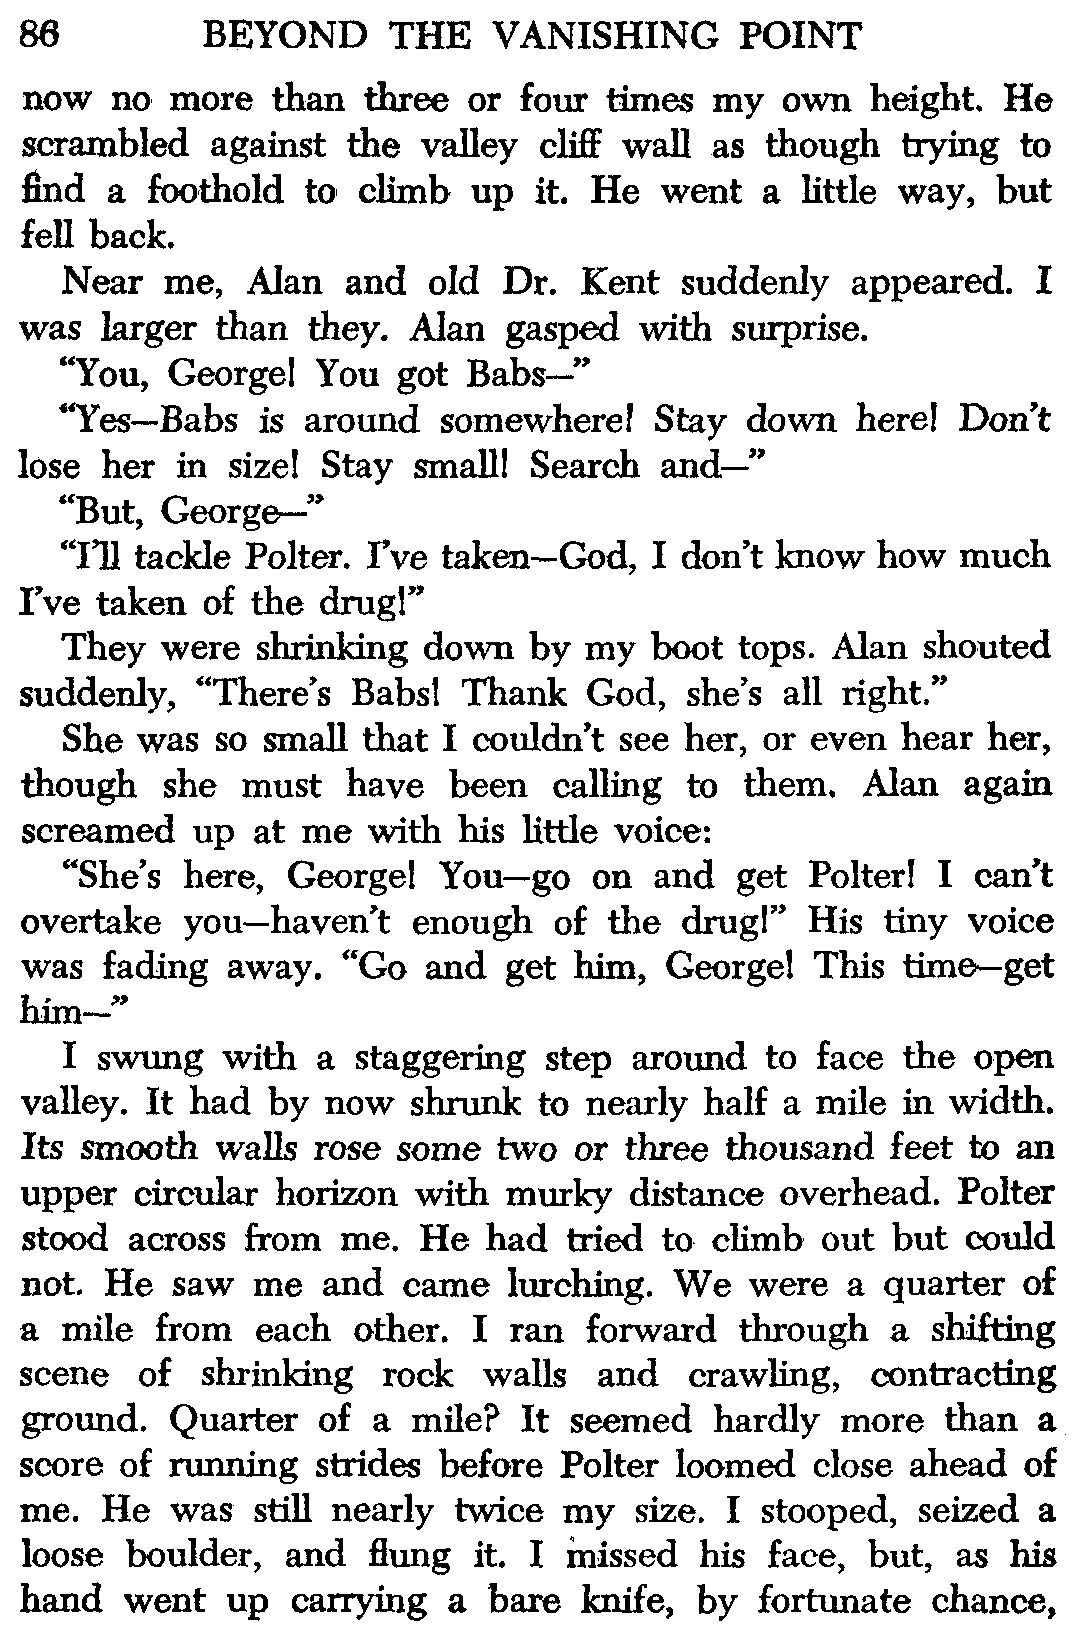 86 BEYOND THE VANISHING POINT
now no more than three or four times my own height. He
scrambled against the valley cliff wall as though trying to
find a foothold to climb up it. He went a little way, but
fell back.
Near me, Alan and old Dr. Kent suddenly appeared. I
was larger than they. Alan gasped with surprise.
“You, George! You got Babs—”
“Yes—Babs is around somewhere! Stay down here! Don’t
lose her in size! Stay small! Search and—”
“But, George—”
“I’ll tackle Polter. I’ve taken—God, I don’t know how much
I’ve taken of the drug!”
They were shrinking down by my boot tops. Alan shouted
suddenly, “There’s Babs! Thank God, she’s all right.”
She was so small that I couldn’t see her, or even hear her,
though she must have been calling to them. Alan again
screamed up at me with his little voice:
“She’s here, George! You—go on and get Polter! I can’t
overtake you—haven’t enough of the drug!” His tiny voice
was fading away. “Go and get him, George! This time—get
him—”
I swung with a staggering step around to face the open
valley. It had by now shrunk to nearly half a mile in width.
Its smooth walls rose some two or three thousand feet to an
upper circular horizon with murky distance overhead. Polter
stood across from me. He had tried to climb out but could
not. He saw me and came lurching. We were a quarter of
a mile from each other. I ran forward through a shifting
scene of shrinking rock walls and crawling, contracting
ground. Quarter of a mile? It seemed hardly more than a
score of running strides before Polter loomed close ahead of
me. He was still nearly twice my size. I stooped, seized a
loose boulder, and flung it. I missed his face, but, as his
hand went up carrying a bare knife, by fortunate chance,